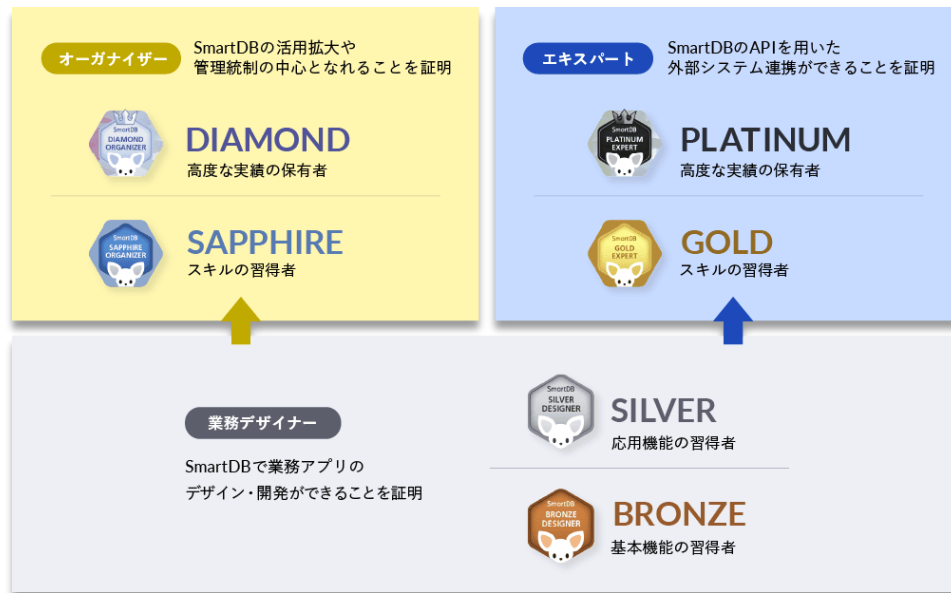 オーガナイザー
SmartDBの活用拡大や
管理統制の中心となれることを証明
SmartDB
DIAMOND
ORGANIZER
DIAMOND
高度な実績の保有者
SmartDB
SAPPHIRE
ORGANIZER
SAPPHIRE
スキルの習得者
エキスパート
SmartDBのAPIを用いた
外部システム連携ができることを証明
SmartDB
PLATINUM
EXPERT
PLATINUM
高度な実績の保有者
SmartDB
GOLD
EXPERT
GOLD
スキルの習得者
業務デザイナー
SmartDBで業務アプリの
デザイン・開発ができることを証明
SmartDB
SILVER
DESIGNER
SILVER
応用機能の習得者
SmartDB
BRONZE
DESIGNER
BRONZE
基本機能の習得者